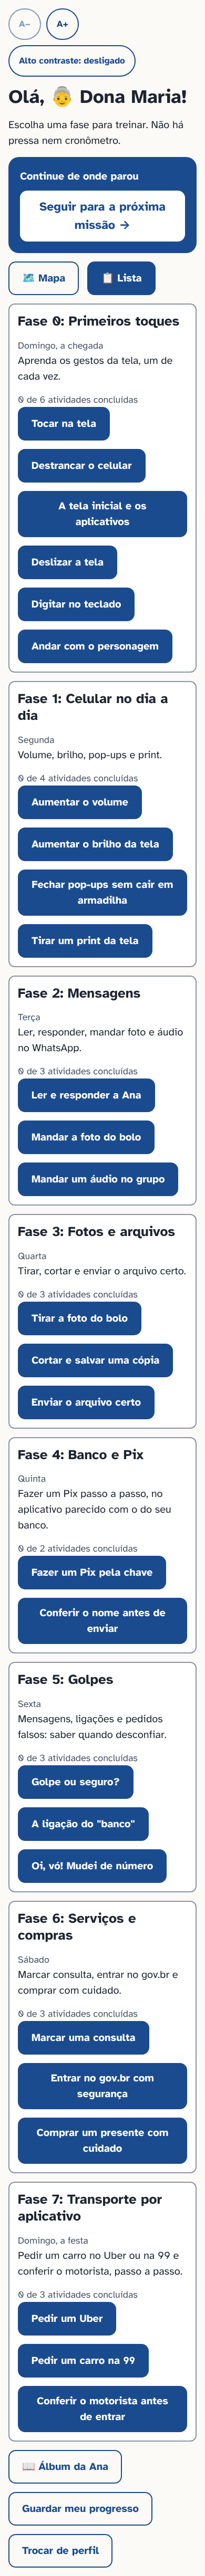 A−
A+
Alto contraste: desligado
Olá, 👵 Dona Maria!
Escolha uma fase para treinar. Não há
pressa nem cronômetro.
Continue de onde parou
Seguir para a próxima
missão →
🗺️ Mapa
📋 Lista
Fase 0: Primeiros toques
Domingo, a chegada
Aprenda os gestos da tela, um de
cada vez.
0 de 6 atividades concluídas
Tocar na tela
Destrancar o celular
A tela inicial e os
aplicativos
Deslizar a tela
Digitar no teclado
Andar com o personagem
Fase 1: Celular no dia a
dia
Segunda
Volume, brilho, pop-ups e print.
0 de 4 atividades concluídas
Aumentar o volume
Aumentar o brilho da tela
Fechar pop-ups sem cair em
armadilha
Tirar um print da tela
Fase 2: Mensagens
Terça
Ler, responder, mandar foto e áudio
no WhatsApp.
0 de 3 atividades concluídas
Ler e responder a Ana
Mandar a foto do bolo
Mandar um áudio no grupo
Fase 3: Fotos e arquivos
Quarta
Tirar, cortar e enviar o arquivo certo.
0 de 3 atividades concluídas
Tirar a foto do bolo
Cortar e salvar uma cópia
Enviar o arquivo certo
Fase 4: Banco e Pix
Quinta
Fazer um Pix passo a passo, no
aplicativo parecido com o do seu
banco.
0 de 2 atividades concluídas
Fazer um Pix pela chave
Conferir o nome antes de
enviar
Fase 5: Golpes
Sexta
Mensagens, ligações e pedidos
falsos: saber quando desconfiar.
0 de 3 atividades concluídas
Golpe ou seguro?
A ligação do "banco"
Oi, vó! Mudei de número
Fase 6: Serviços e
compras
Sábado
Marcar consulta, entrar no gov.br e
comprar com cuidado.
0 de 3 atividades concluídas
Marcar uma consulta
Entrar no gov.br com
segurança
Comprar um presente com
cuidado
Fase 7: Transporte por
aplicativo
Domingo, a festa
Pedir um carro no Uber ou na 99 e
conferir o motorista, passo a passo.
0 de 3 atividades concluídas
Pedir um Uber
Pedir um carro na 99
Conferir o motorista antes
de entrar
📖 Álbum da Ana
Guardar meu progresso
Trocar de perfil